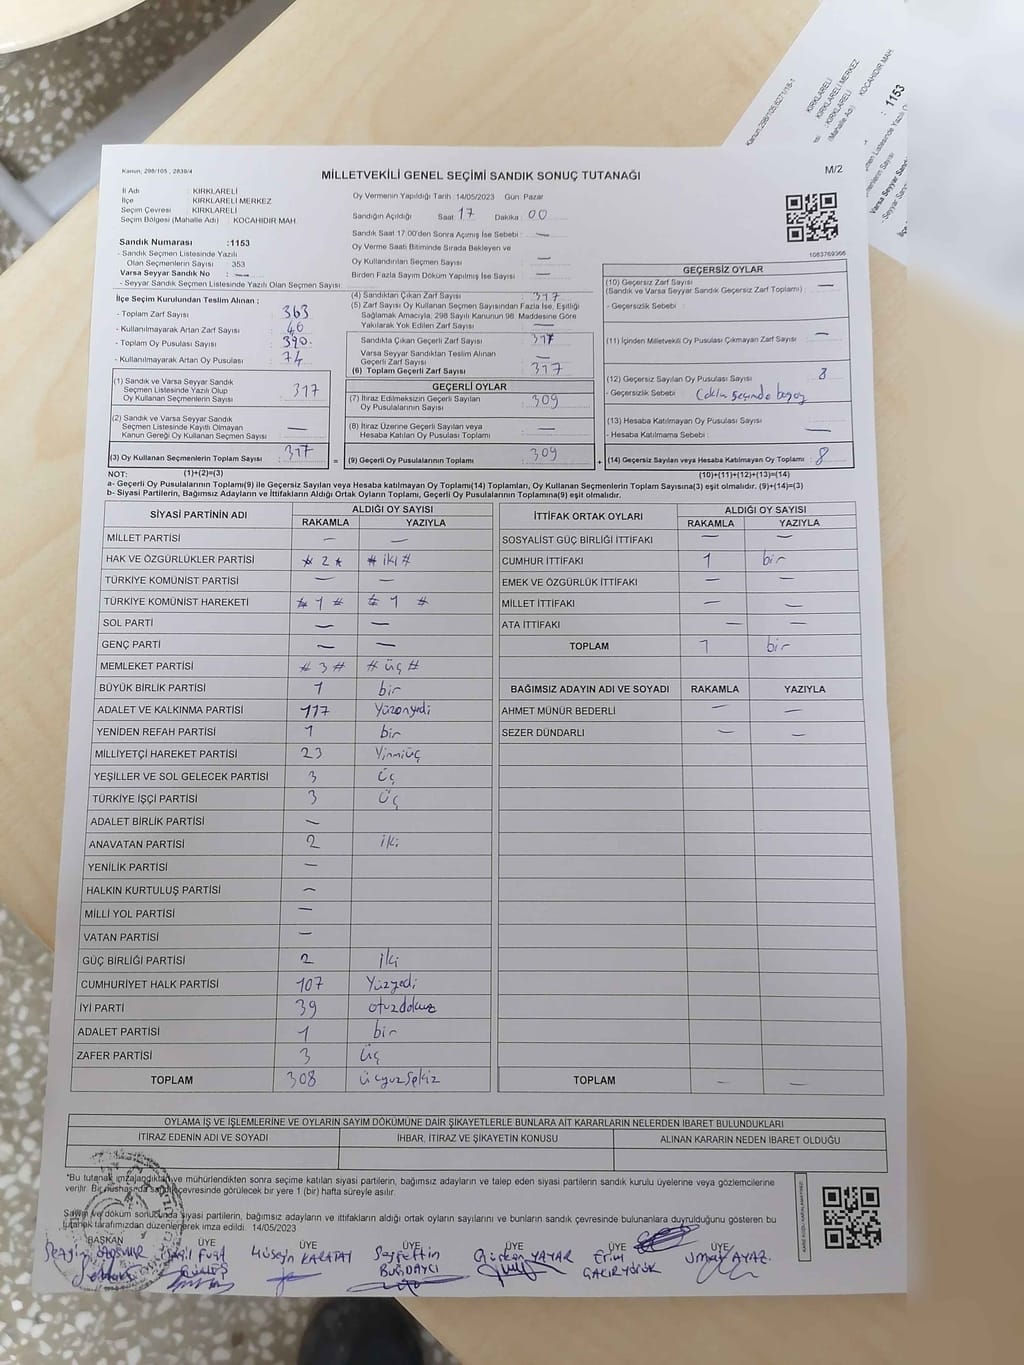 Kanun; 298/105 , 2839/4
MİLLETVEKİLİ GENEL SEÇİMİ SANDIK SONUÇ TUTANAĞI
M/2
İl Adı : KIRKLARELİ
İlçe : KIRKLARELİ MERKEZ
Seçim Çevresi : KIRKLARELİ
Seçim Bölgesi (Mahalle Adı) : KOCAHIDIR MAH.
Sandık Numarası :1153
- Sandık Seçmen Listesinde Yazılı
Olan Seçmenlerin Sayısı : 353
Varsa Seyyar Sandık No : —
- Seyyar Sandık Seçmen Listesinde Yazılı Olan Seçmen Sayısı
Oy Vermenin Yapıldığı Tarih :14/05/2023 Gün: Pazar
Sandığın Açıldığı Saat 17 Dakika : 00
Sandık Saat 17.00'den Sonra Açılmış İse Sebebi : —
Oy Verme Saati Bitiminde Sırada Bekleyen ve
Oy Kullandırılan Seçmen Sayısı : —
Birden Fazla Sayım Döküm Yapılmış İse Sayısı : —
1083769366
İlçe Seçim Kurulundan Teslim Alınan ;
- Toplam Zarf Sayısı : 363
- Kullanılmayarak Artan Zarf Sayısı : 46
- Toplam Oy Pusulası Sayısı : 390
- Kullanılmayarak Artan Oy Pusulası : 74
(1) Sandık ve Varsa Seyyar Sandık
Seçmen Listesinde Yazılı Olup
Oy Kullanan Seçmenlerin Sayısı : 317
(2) Sandık ve Varsa Seyyar Sandık
Seçmen Listesinde Kayıtlı Olmayan
Kanun Gereği Oy Kullanan Seçmen Sayısı : —
(3) Oy Kullanan Seçmenlerin Toplam Sayısı : 317
(4) Sandıktan Çıkan Zarf Sayısı : 317
(5) Zarf Sayısı Oy Kullanan Seçmen Sayısından Fazla İse, Eşitliği
Sağlamak Amacıyla; 298 Sayılı Kanunun 98. Maddesine Göre
Yakılarak Yok Edilen Zarf Sayısı : —
Sandıkta Çıkan Geçerli Zarf Sayısı : 317
Varsa Seyyar Sandıktan Teslim Alınan
Geçerli Zarf Sayısı : —
(6) Toplam Geçerli Zarf Sayısı : 317
GEÇERLİ OYLAR
(7) İtiraz Edilmeksizin Geçerli Sayılan
Oy Pusulalarının Sayısı : 309
(8) İtiraz Üzerine Geçerli Sayılan veya
Hesaba Katılan Oy Pusulası Toplamı : —
= (9) Geçerli Oy Pusulalarının Toplamı : 309
GEÇERSİZ OYLAR
(10) Geçersiz Zarf Sayısı
(Sandık ve Varsa Seyyar Sandık Geçersiz Zarf Toplamı) : —
- Geçersizlik Sebebi :
(11) İçinden Milletvekili Oy Pusulası Çıkmayan Zarf Sayısı : —
(12) Geçersiz Sayılan Oy Pusulası Sayısı : 8
- Geçersizlik Sebebi :
(13) Hesaba Katılmayan Oy Pusulası Sayısı : —
- Hesaba Katılmama Sebebi :
+ (14) Geçersiz Sayılan veya Hesaba Katılmayan Oy Toplamı : 8
NOT: (1)+(2)=(3) (10)+(11)+(12)+(13)=(14)
a- Geçerli Oy Pusulalarının Toplamı(9) ile Geçersiz Sayılan veya Hesaba Katılmayan Oy Toplamı(14) Toplamları, Oy Kullanan Seçmenlerin Toplam Sayısına(3) eşit olmalıdır. (9)+(14)=(3)
b- Siyasi Partilerin, Bağımsız Adayların ve İttifakların Aldığı Ortak Oyların Toplamı, Geçerli Oy Pusulalarının Toplamına(9) eşit olmalıdır.
SİYASİ PARTİNİN ADI ALDIĞI OY SAYISI
RAKAMLA YAZIYLA
MİLLET PARTİSİ — —
HAK VE ÖZGÜRLÜKLER PARTİSİ # 2 # # iki #
TÜRKİYE KOMÜNİST PARTİSİ — —
TÜRKİYE KOMÜNİST HAREKETİ # 1 # # 1 #
SOL PARTİ — —
GENÇ PARTİ — —
MEMLEKET PARTİSİ # 3 # # üç #
BÜYÜK BİRLİK PARTİSİ 1 bir
ADALET VE KALKINMA PARTİSİ 117 Yüzonyedi
YENİDEN REFAH PARTİSİ 1 bir
MİLLİYETÇİ HAREKET PARTİSİ 23 Yirmiüç
YEŞİLLER VE SOL GELECEK PARTİSİ 3 üç
TÜRKİYE İŞÇİ PARTİSİ 3 üç
ADALET BİRLİK PARTİSİ —
ANAVATAN PARTİSİ 2 iki
YENİLİK PARTİSİ —
HALKIN KURTULUŞ PARTİSİ —
MİLLİ YOL PARTİSİ —
VATAN PARTİSİ —
GÜÇ BİRLİĞİ PARTİSİ 2 iki
CUMHURİYET HALK PARTİSİ 107 Yüzyedi
İYİ PARTİ 39 otuzdokuz
ADALET PARTİSİ 1 bir
ZAFER PARTİSİ 3 üç
TOPLAM 308 üçyüzsekiz
İTTİFAK ORTAK OYLARI ALDIĞI OY SAYISI
RAKAMLA YAZIYLA
SOSYALİST GÜÇ BİRLİĞİ İTTİFAKI — —
CUMHUR İTTİFAKI 1 bir
EMEK VE ÖZGÜRLÜK İTTİFAKI — —
MİLLET İTTİFAKI — —
ATA İTTİFAKI — —
TOPLAM 1 bir
BAĞIMSIZ ADAYIN ADI VE SOYADI RAKAMLA YAZIYLA
AHMET MÜNÜR BEDERLİ — —
SEZER DÜNDARLI — —
TOPLAM — —
OYLAMA İŞ VE İŞLEMLERİNE VE OYLARIN SAYIM DÖKÜMÜNE DAİR ŞİKAYETLERLE BUNLARA AİT KARARLARIN NELERDEN İBARET BULUNDUKLARI
İTİRAZ EDENİN ADI VE SOYADI İHBAR, İTİRAZ VE ŞİKAYETİN KONUSU ALINAN KARARIN NEDEN İBARET OLDUĞU
*Bu tutanak imzalandıktan ve mühürlendikten sonra seçime katılan siyasi partilerin, bağımsız adayların ve talep eden siyasi partilerin sandık kurulu üyelerine veya gözlemcilerine
verilir. Bir nüshası da sandık çevresinde görülecek bir yere 1 (bir) hafta süreyle asılır.
Sayım ve döküm sonucunda siyasi partilerin, bağımsız adayların ve ittifakların aldığı ortak oyların sayılarını ve bunların sandık çevresinde bulunanlara duyrulduğunu gösteren bu
tutanak tarafımızdan düzenlenerek imza edildi. 14/05/2023
BAŞKAN ÜYE ÜYE ÜYE ÜYE ÜYE ÜYE
Hüseyin KARATAY Seyfettin BUĞDAYCI Gürkan YAŞAR
Kanun;298/105,6271/18-1
KIRKLARELİ
KIRKLARELİ MERKEZ
KIRKLARELİ
(Mahalle Adı) : KOCAHIDIR MAH.
: 1153